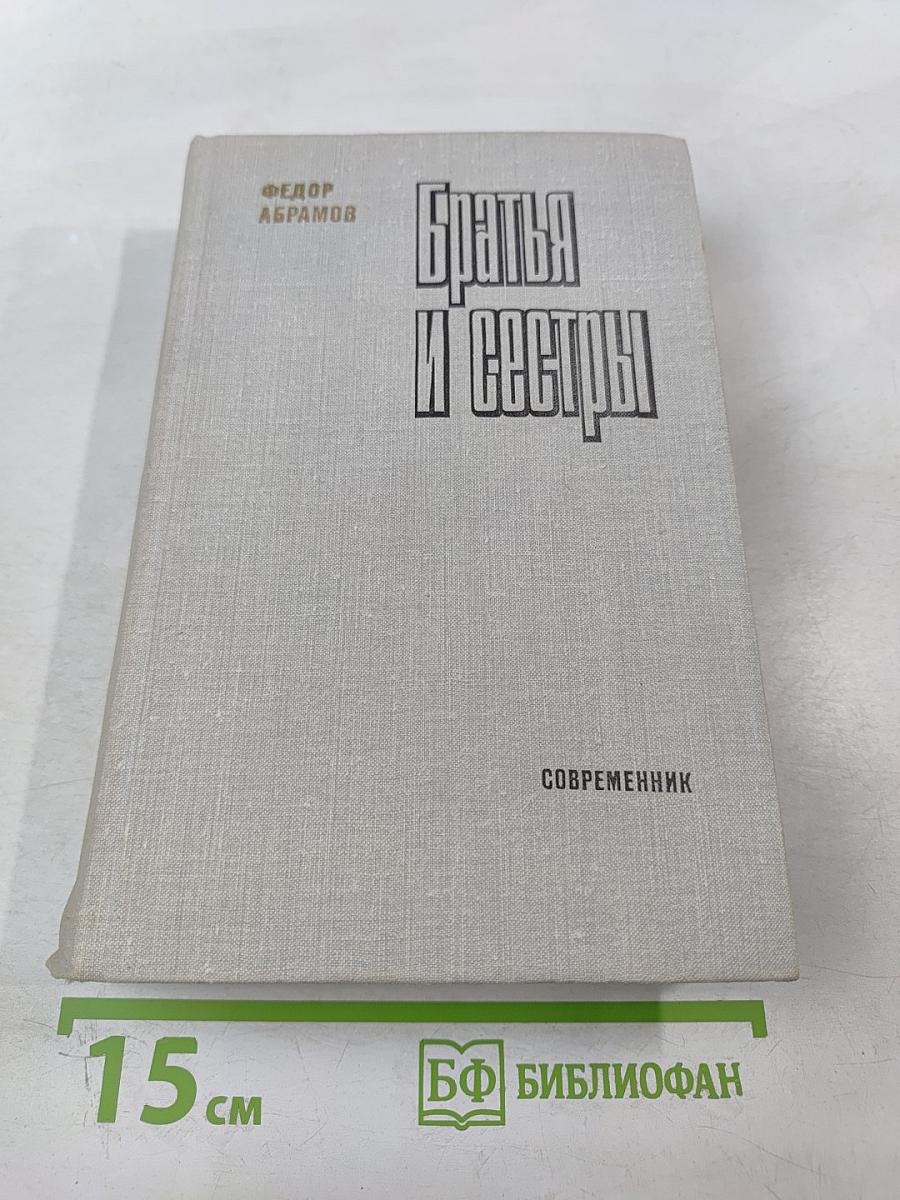 ФЕДОР
АБРАМОВ
Братья
и сестры
СОВРЕМЕННИК
15 см
БФ БИБЛИОФАН